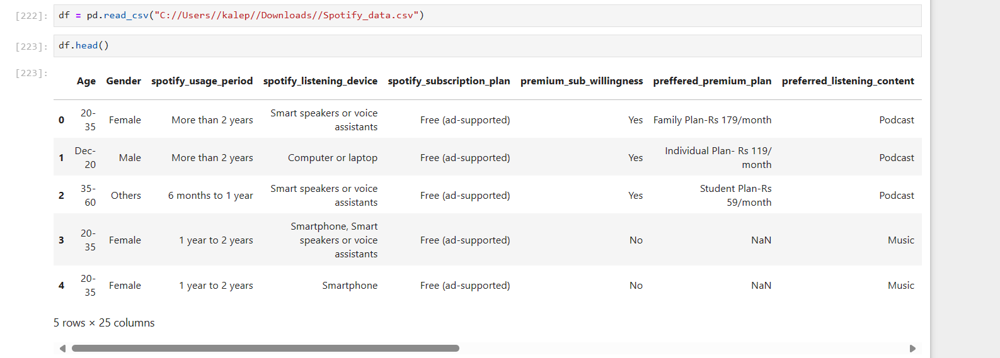 [222]: df = pd.read_csv("C://Users//kalep//Downloads//Spotify_data.csv")
[223]: df.head()
[223]:
Age Gender spotify_usage_period spotify_listening_device spotify_subscription_plan premium_sub_willingness preffered_premium_plan preferred_listening_content
0 20-35 Female More than 2 years Smart speakers or voice assistants Free (ad-supported) Yes Family Plan-Rs 179/month Podcast
1 Dec-20 Male More than 2 years Computer or laptop Free (ad-supported) Yes Individual Plan- Rs 119/ month Podcast
2 35-60 Others 6 months to 1 year Smart speakers or voice assistants Free (ad-supported) Yes Student Plan-Rs 59/month Podcast
3 20-35 Female 1 year to 2 years Smartphone, Smart speakers or voice assistants Free (ad-supported) No NaN Music
4 20-35 Female 1 year to 2 years Smartphone Free (ad-supported) No NaN Music
5 rows × 25 columns